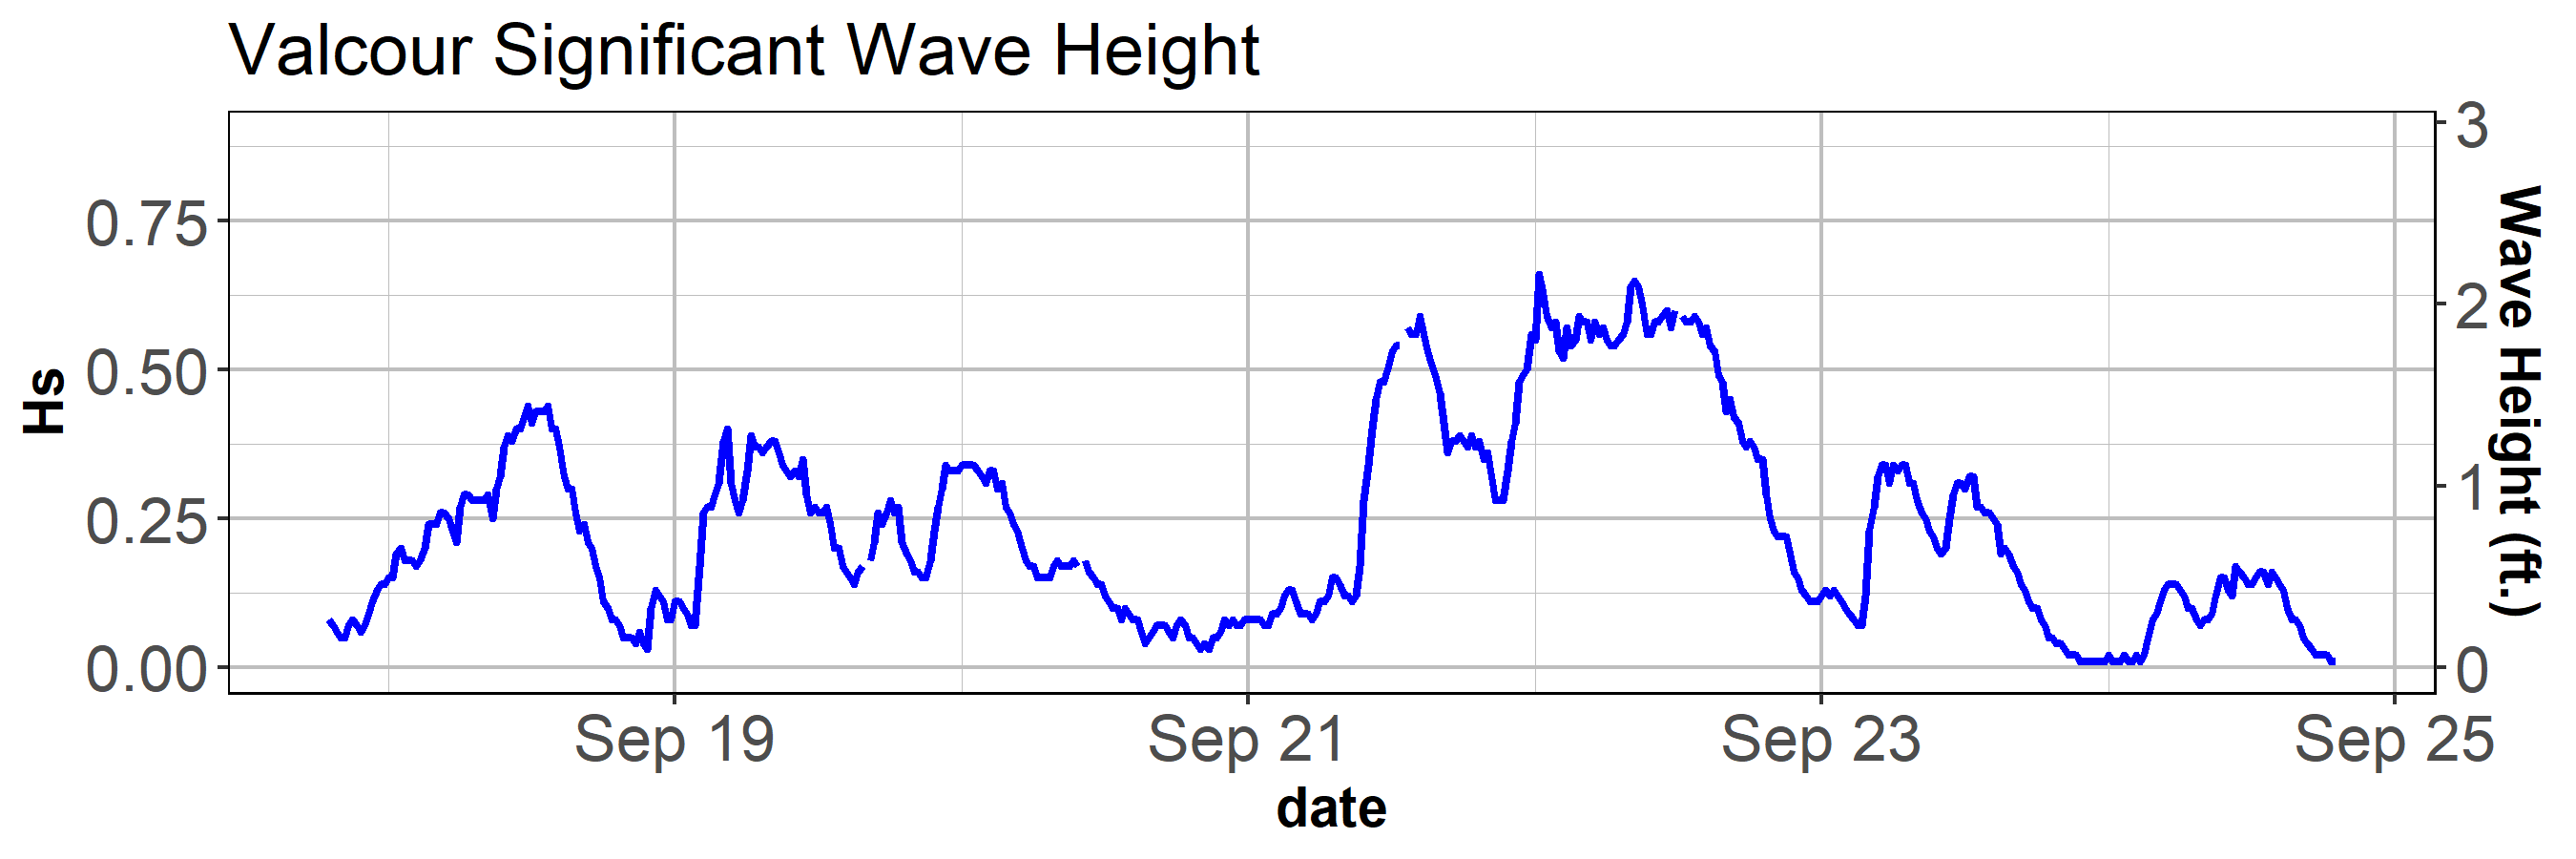 Valcour Significant Wave Height
3
0.75
2
0.50
1
0.25
0
0.00
Hs
Wave Height (ft.)
Sep 19
Sep 21
Sep 23
Sep 25
date